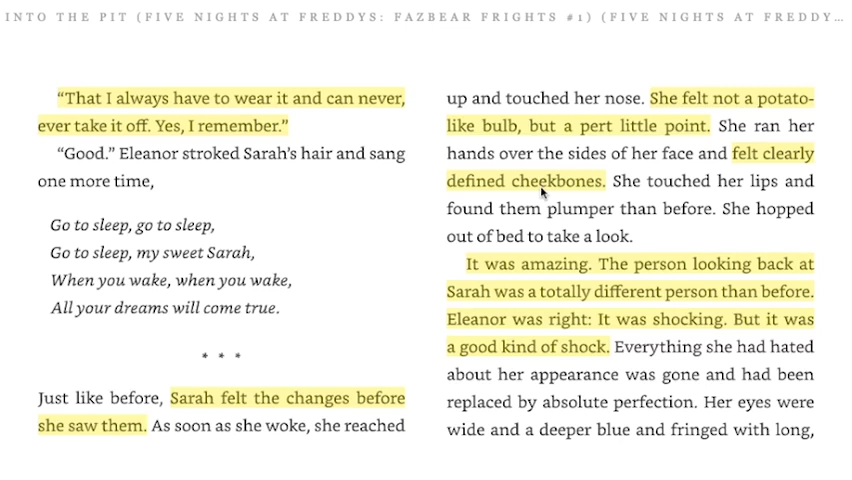 INTO THE PIT (FIVE NIGHTS AT FREDDYS: FAZBEAR FRIGHTS #1) (FIVE NIGHTS AT FREDDY...
“That I always have to wear it and can never,
ever take it off. Yes, I remember.”
“Good.” Eleanor stroked Sarah’s hair and sang
one more time,
Go to sleep, go to sleep,
Go to sleep, my sweet Sarah,
When you wake, when you wake,
All your dreams will come true.
* * *
Just like before, Sarah felt the changes before
she saw them. As soon as she woke, she reached
up and touched her nose. She felt not a potato-
like bulb, but a pert little point. She ran her
hands over the sides of her face and felt clearly
defined cheekbones. She touched her lips and
found them plumper than before. She hopped
out of bed to take a look.
It was amazing. The person looking back at
Sarah was a totally different person than before.
Eleanor was right: It was shocking. But it was
a good kind of shock. Everything she had hated
about her appearance was gone and had been
replaced by absolute perfection. Her eyes were
wide and a deeper blue and fringed with long,